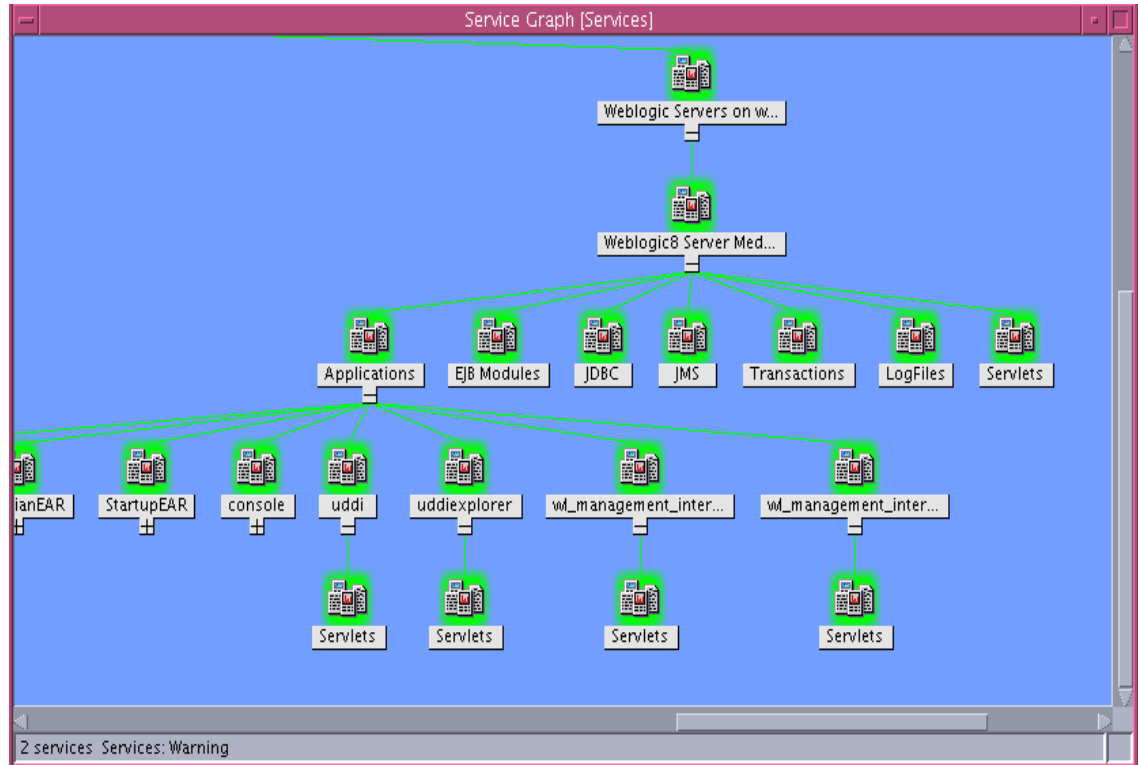 Service Graph [Services]
Weblogic Servers on w...
Weblogic8 Server Med...
Applications
EJB Modules
JDBC
JMS
Transactions
LogFiles
Servlets
ianEAR
StartupEAR
console
uddi
uddiexplorer
wl_management_inter...
wl_management_inter...
Servlets
Servlets
Servlets
Servlets
2 services Services: Warning